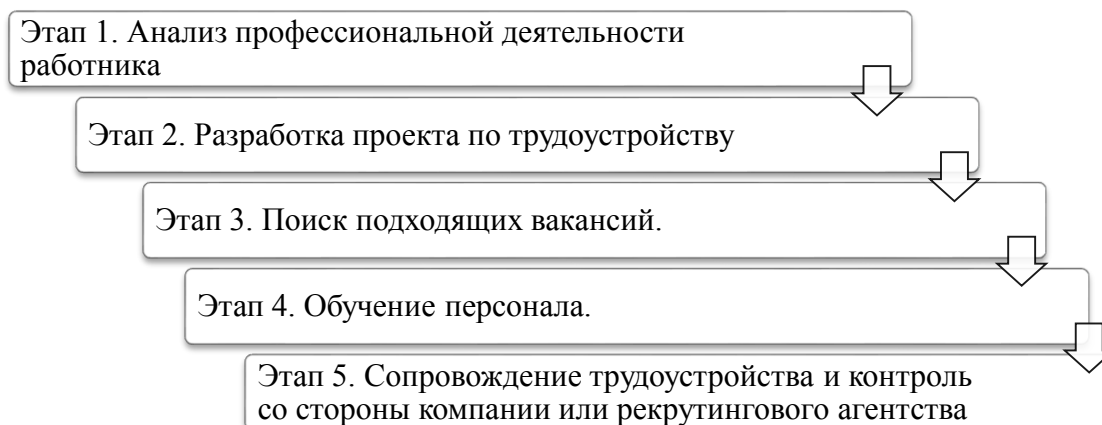 Этап 1. Анализ профессиональной деятельности
работника
Этап 2. Разработка проекта по трудоустройству
Этап 3. Поиск подходящих вакансий.
Этап 4. Обучение персонала.
Этап 5. Сопровождение трудоустройства и контроль
со стороны компании или рекрутингового агентства